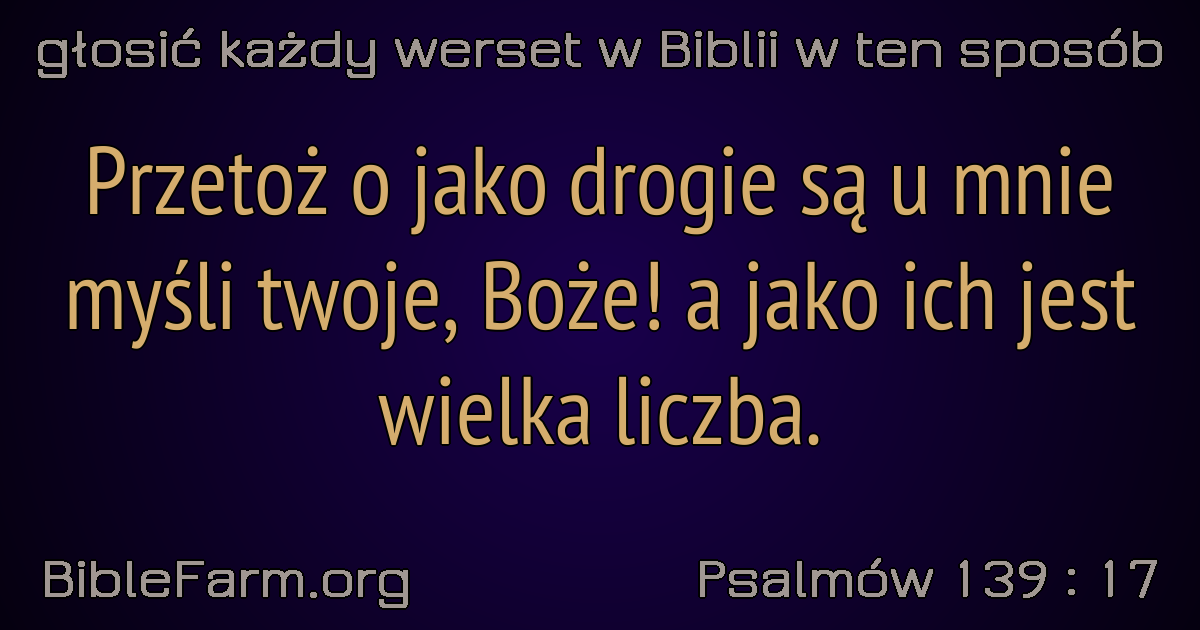 głosić każdy werset w Biblii w ten sposób
Przetoż o jako drogie są u mnie
myśli twoje, Boże! a jako ich jest
wielka liczba.
BibleFarm.org
Psalmów 139 : 17